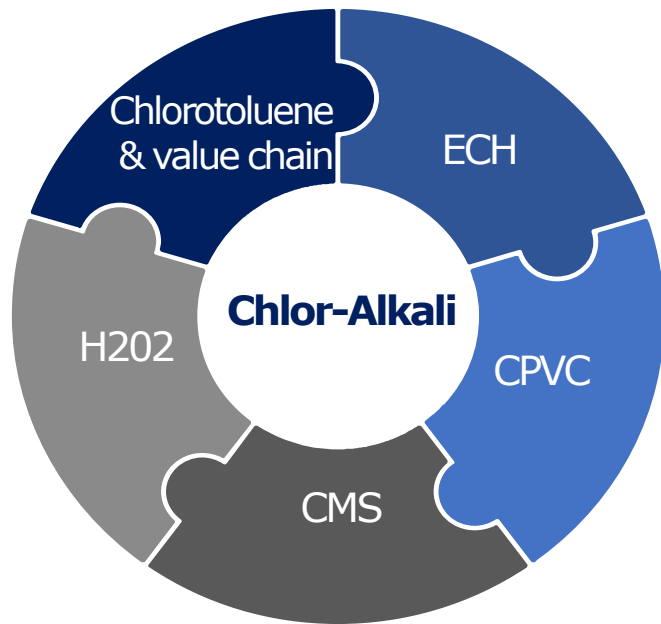 Chlorotoluene
& value chain
ECH
Chlor-Alkali
H202
CPVC
CMS